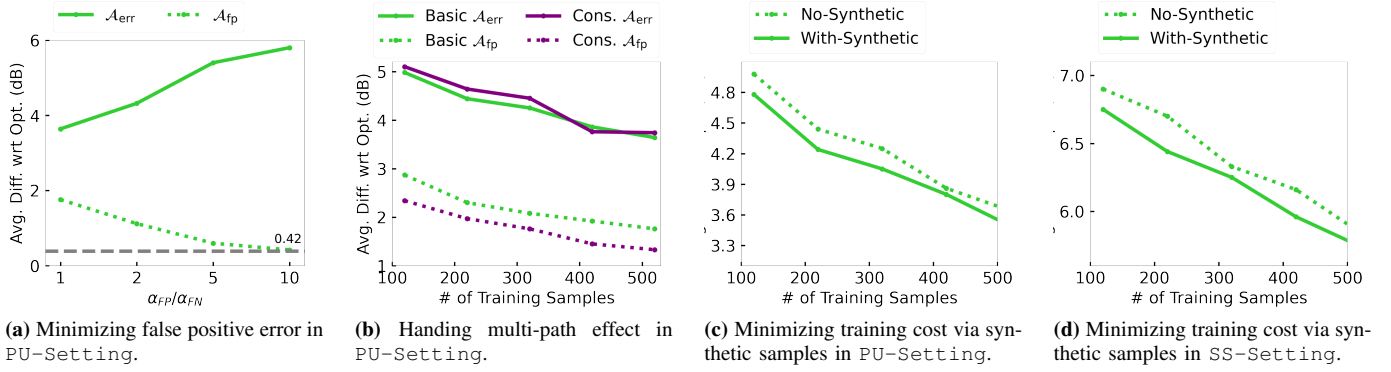 𝒜err 𝒜fp
6
4
2
0
Avg. Diff. wrt Opt. (dB)
0.42
1 2 5 10
αFP/αFN
(a) Minimizing false positive error in
PU-Setting.
Basic 𝒜err Cons. 𝒜err
Basic 𝒜fp Cons. 𝒜fp
5
4
3
2
1
Avg. Diff. wrt Opt. (dB)
100 200 300 400 500
# of Training Samples
(b) Handing multi-path effect in
PU-Setting.
No-Synthetic
With-Synthetic
4.8
4.5
4.2
3.9
3.6
3.3
100 200 300 400 500
# of Training Samples
(c) Minimizing training cost via syn-
thetic samples in PU-Setting.
No-Synthetic
With-Synthetic
7.0
6.5
6.0
100 200 300 400 500
# of Training Samples
(d) Minimizing training cost via syn-
thetic samples in SS-Setting.